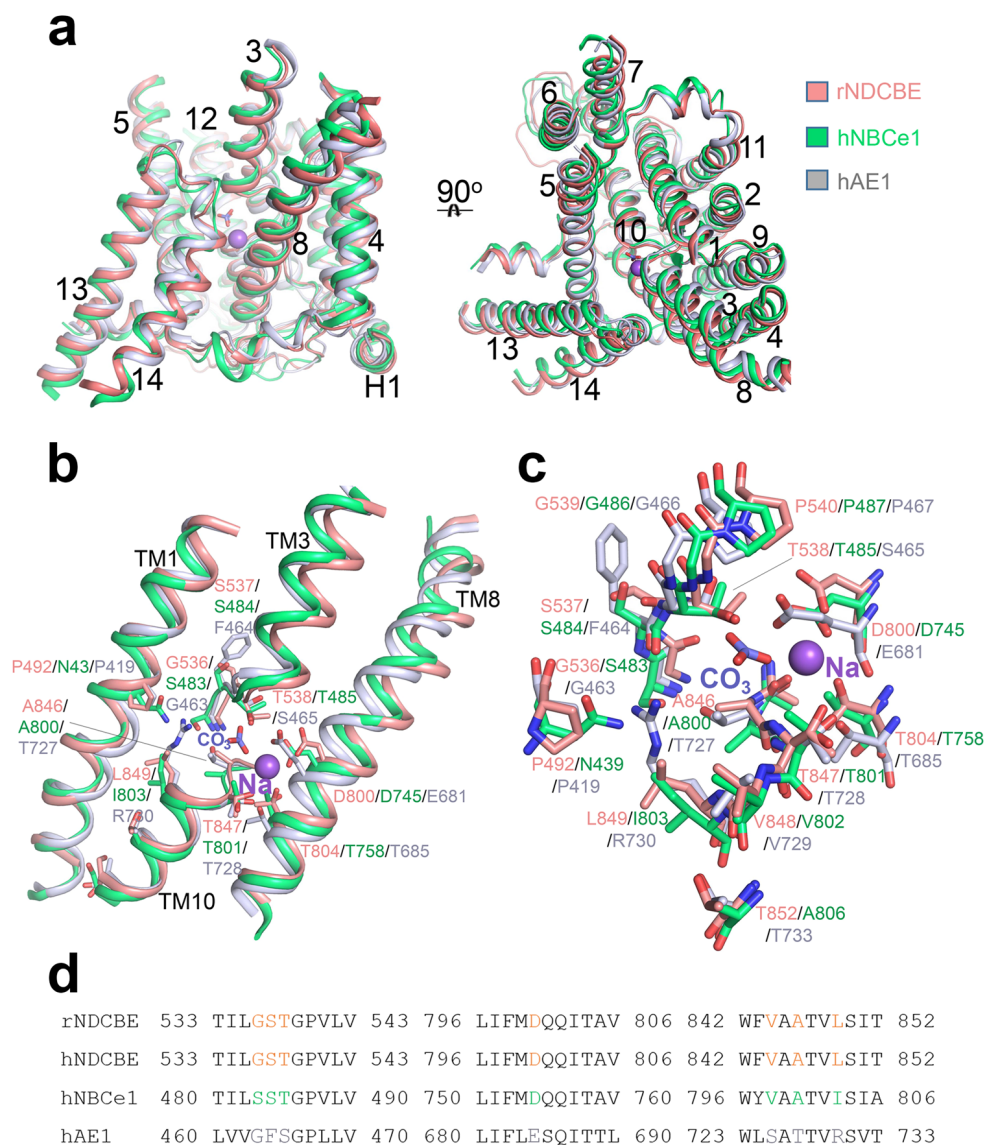 a
3
5
12
8
4
13
14
H1
90o
7
6
5
11
2
10
1
9
3
4
13
14
8
rNDCBE
hNBCe1
hAE1
b
TM1
TM3
TM8
S537/
S484/
F464
P492/N43/P419
G536/
S483/
G463
A846/
A800/
T727
T538/T485
/S465
CO3
Na
L849/
I803/
R730
D800/D745/E681
T847/
T801/
T728
T804/T758/T685
TM10
c
G539/G486/G466
P540/P487/P467
T538/T485/S465
S537/
S484/F464
D800/D745
/E681
G536/S483
/G463
CO3
Na
A846
/A800
/T727
P492/N439
/P419
T804/T758
/T685
T847/T801
/T728
L849/I803
/R730
V848/V802
/V729
T852/A806
/T733
d
rNDCBE 533 TILGSTGPVLV 543 796 LIFMDQQITAV 806 842 WFVAATVLSIT 852
hNDCBE 533 TILGSTGPVLV 543 796 LIFMDQQITAV 806 842 WFVAATVLSIT 852
hNBCe1 480 TILSSTGPVLV 490 750 LIFMDQQITAV 760 796 WYVAATVISIA 806
hAE1 460 LVVGFSGPLLV 470 680 LIFLESQITTL 690 723 WLSATTVRSVT 733